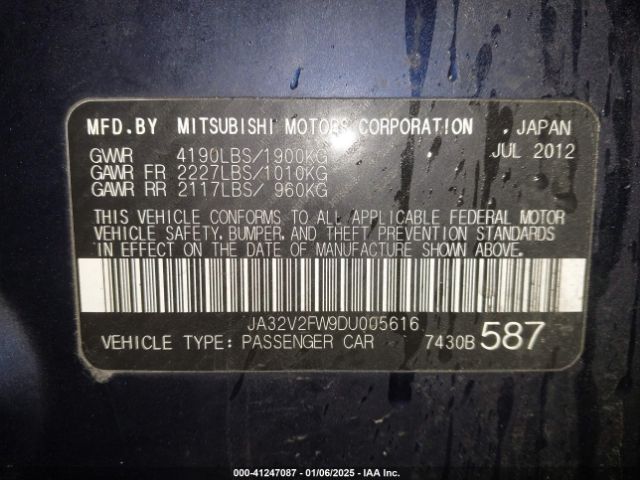 MFD.BY MITSUBISHI MOTORS CORPORATION . JAPAN
GWWR 4190LBS/1900KG JUL 2012
GAWR FR 2227LBS/1010KG
GAWR RR 2117LBS/ 960KG
THIS VEHICLE CONFORMS TO ALL APPLICABLE FEDERAL MOTOR
VEHICLE SAFETY, BUMPER, AND THEFT PREVENTION STANDARDS
IN EFFECT ON THE DATE OF MANUFACTURE SHOWN ABOVE.
JA32V2FW9DU005616
VEHICLE TYPE: PASSENGER CAR 7430B 587
000-41247087 - 01/06/2025 - IAA Inc.